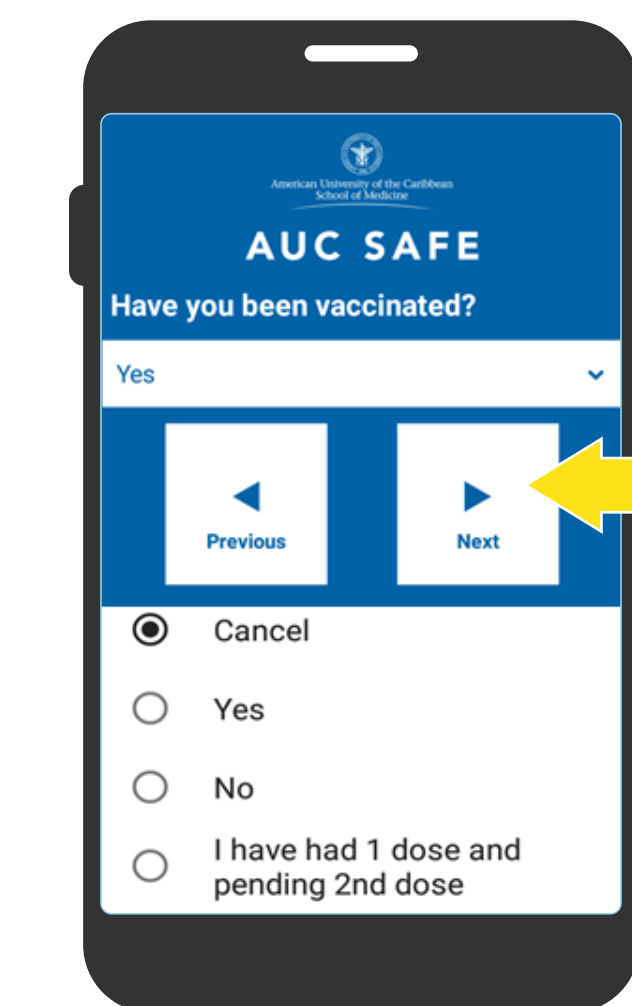 American University of the Caribbean
School of Medicine
AUC SAFE
Have you been vaccinated?
Yes
Previous
Next
Cancel
Yes
No
I have had 1 dose and
pending 2nd dose